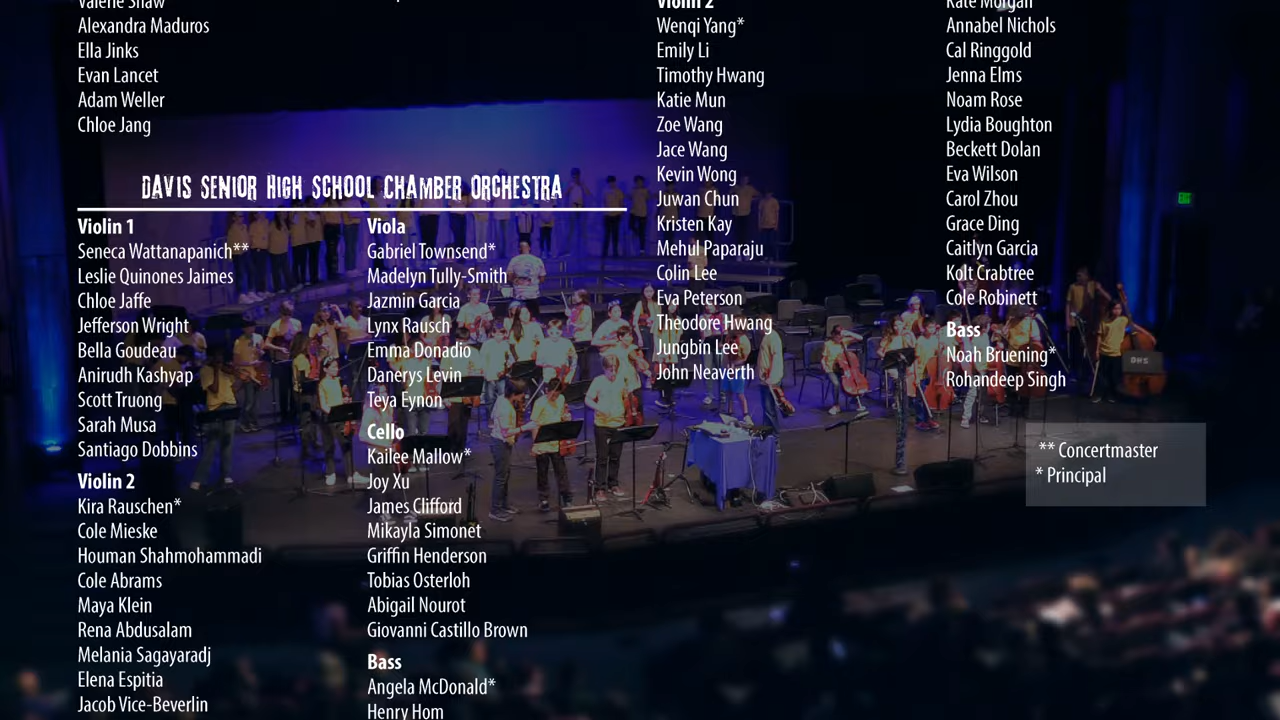 Valerie Shaw
Alexandra Maduros
Ella Jinks
Evan Lancet
Adam Weller
Chloe Jang
DAVIS SENIOR HIGH SCHOOL CHAMBER ORCHESTRA
Violin 1
Seneca Wattanapanich**
Leslie Quinones Jaimes
Chloe Jaffe
Jefferson Wright
Bella Goudeau
Anirudh Kashyap
Scott Truong
Sarah Musa
Santiago Dobbins
Violin 2
Kira Rauschen*
Cole Mieske
Houman Shahmohammadi
Cole Abrams
Maya Klein
Rena Abdusalam
Melania Sagayaradj
Elena Espitia
Jacob Vice-Beverlin
Viola
Gabriel Townsend*
Madelyn Tully-Smith
Jazmin Garcia
Lynx Rausch
Emma Donadio
Danerys Levin
Teya Eynon
Cello
Kailee Mallow*
Joy Xu
James Clifford
Mikayla Simonet
Griffin Henderson
Tobias Osterloh
Abigail Nourot
Giovanni Castillo Brown
Bass
Angela McDonald*
Henry Hom
Violin 2
Wenqi Yang*
Emily Li
Timothy Hwang
Katie Mun
Zoe Wang
Jace Wang
Kevin Wong
Juwan Chun
Kristen Kay
Mehul Paparaju
Colin Lee
Eva Peterson
Theodore Hwang
Jungbin Lee
John Neaverth
Kate Morgan
Annabel Nichols
Cal Ringgold
Jenna Elms
Noam Rose
Lydia Boughton
Beckett Dolan
Eva Wilson
Carol Zhou
Grace Ding
Caitlyn Garcia
Kolt Crabtree
Cole Robinett
Bass
Noah Bruening*
Rohandeep Singh
DHS
** Concertmaster
* Principal